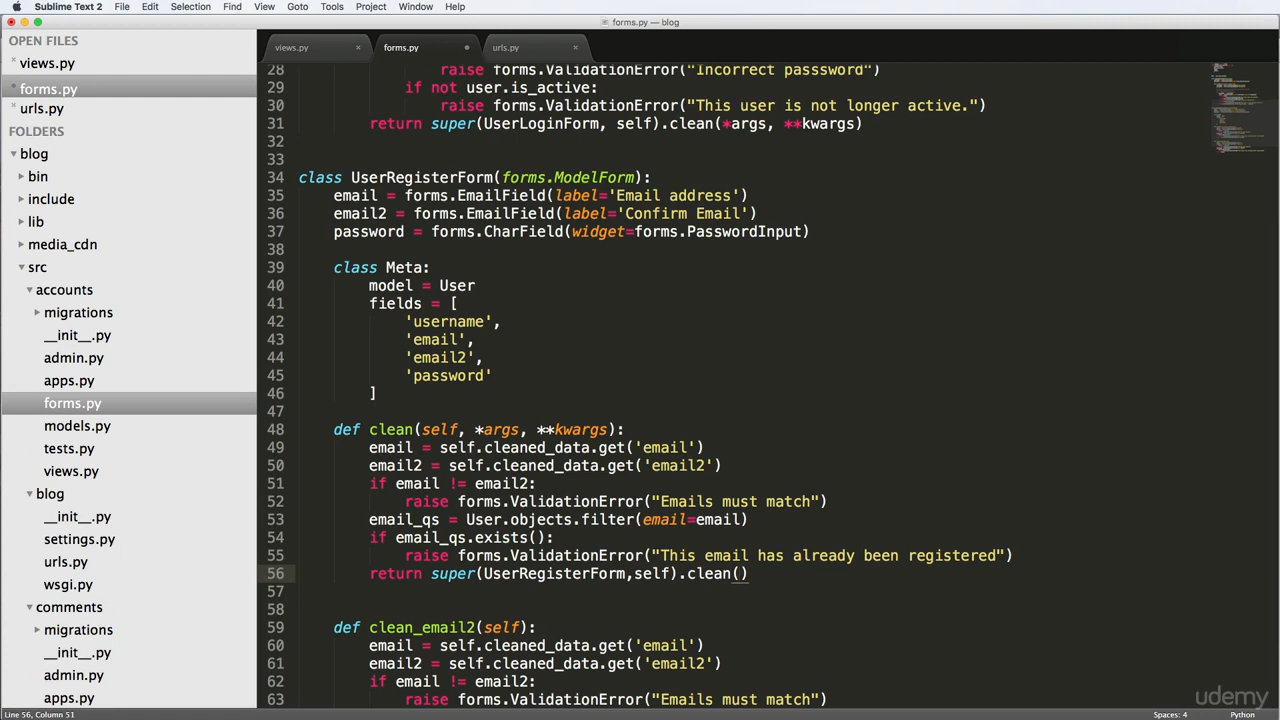 Sublime Text 2 File Edit Selection Find View Goto Tools Project Window Help
forms.py — blog
OPEN FILES
views.py
forms.py
urls.py
FOLDERS
blog
bin
include
lib
media_cdn
src
accounts
migrations
__init__.py
admin.py
apps.py
forms.py
models.py
tests.py
views.py
blog
__init__.py
settings.py
urls.py
wsgi.py
comments
migrations
__init__.py
admin.py
apps.py
views.py × forms.py urls.py ×
28 raise forms.ValidationError("Incorrect passsword")
29 if not user.is_active:
30 raise forms.ValidationError("This user is not longer active.")
31 return super(UserLoginForm, self).clean(*args, **kwargs)
32
33
34 class UserRegisterForm(forms.ModelForm):
35 email = forms.EmailField(label='Email address')
36 email2 = forms.EmailField(label='Confirm Email')
37 password = forms.CharField(widget=forms.PasswordInput)
38
39 class Meta:
40 model = User
41 fields = [
42 'username',
43 'email',
44 'email2',
45 'password'
46 ]
47
48 def clean(self, *args, **kwargs):
49 email = self.cleaned_data.get('email')
50 email2 = self.cleaned_data.get('email2')
51 if email != email2:
52 raise forms.ValidationError("Emails must match")
53 email_qs = User.objects.filter(email=email)
54 if email_qs.exists():
55 raise forms.ValidationError("This email has already been registered")
56 return super(UserRegisterForm,self).clean()
57
58
59 def clean_email2(self):
60 email = self.cleaned_data.get('email')
61 email2 = self.cleaned_data.get('email2')
62 if email != email2:
63 raise forms.ValidationError("Emails must match")
udemy
Line 56, Column 51 Spaces: 4 Python